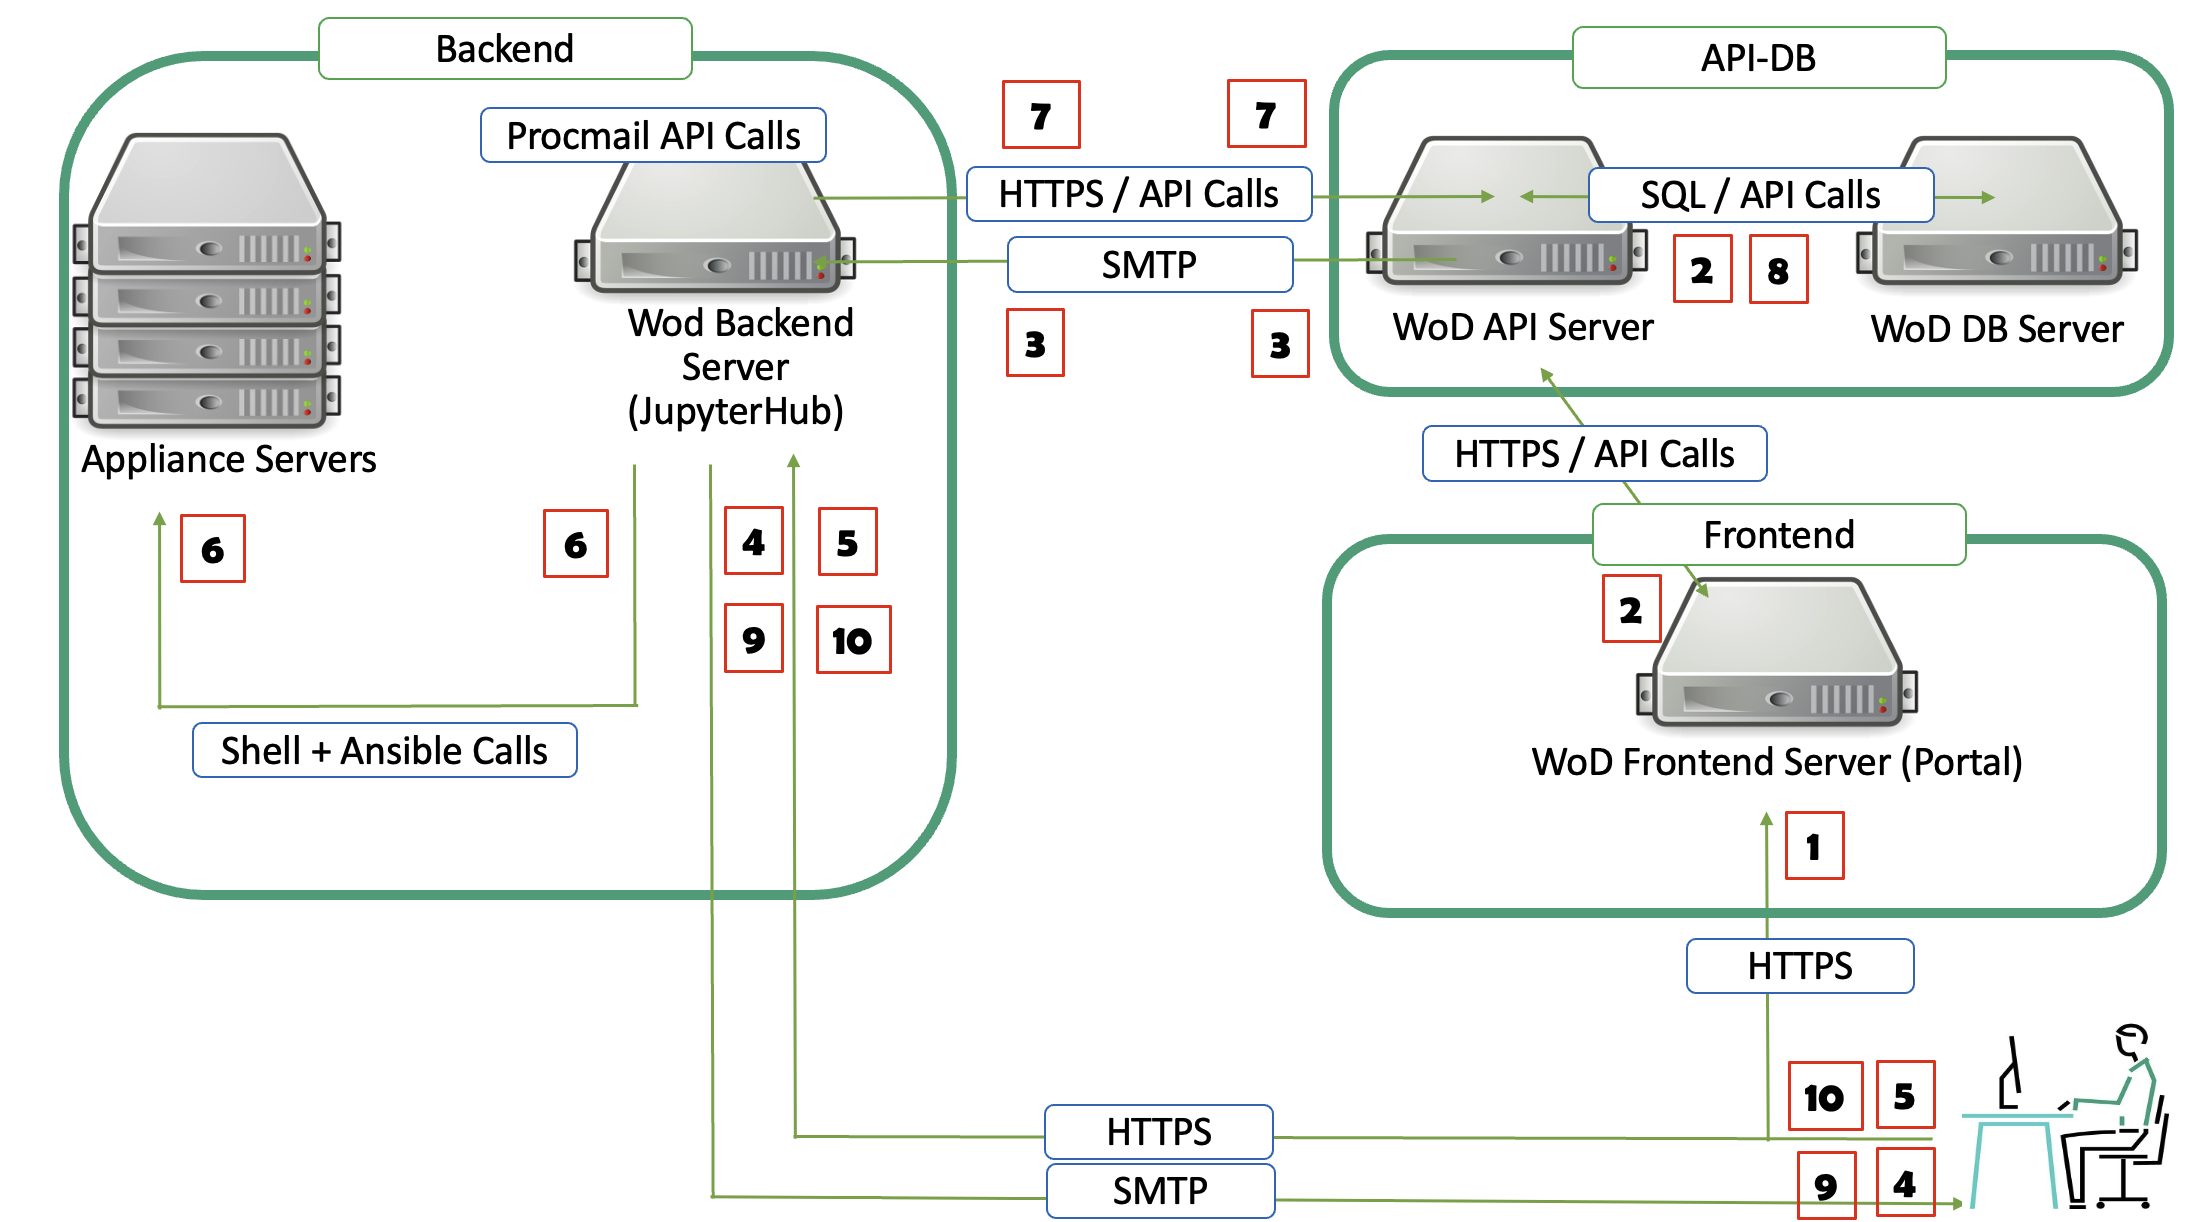 Backend
API-DB
Procmail API Calls
7
7
HTTPS / API Calls
SQL / API Calls
SMTP
2
8
3
3
Wod Backend
Server
(JupyterHub)
WoD API Server
WoD DB Server
Appliance Servers
HTTPS / API Calls
6
6
4
5
9
10
Frontend
2
Shell + Ansible Calls
WoD Frontend Server (Portal)
1
HTTPS
10
5
HTTPS
SMTP
9
4